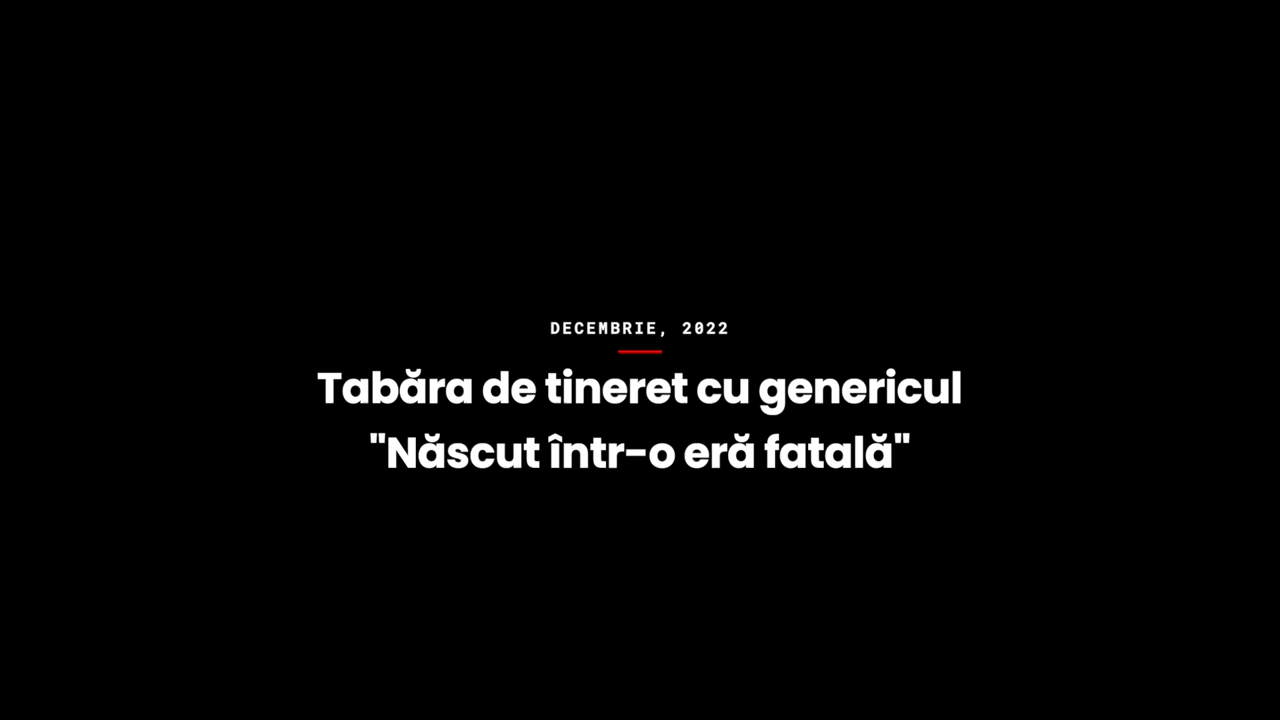 DECEMBRIE, 2022
Tabăra de tineret cu genericul
"Născut într-o eră fatală"